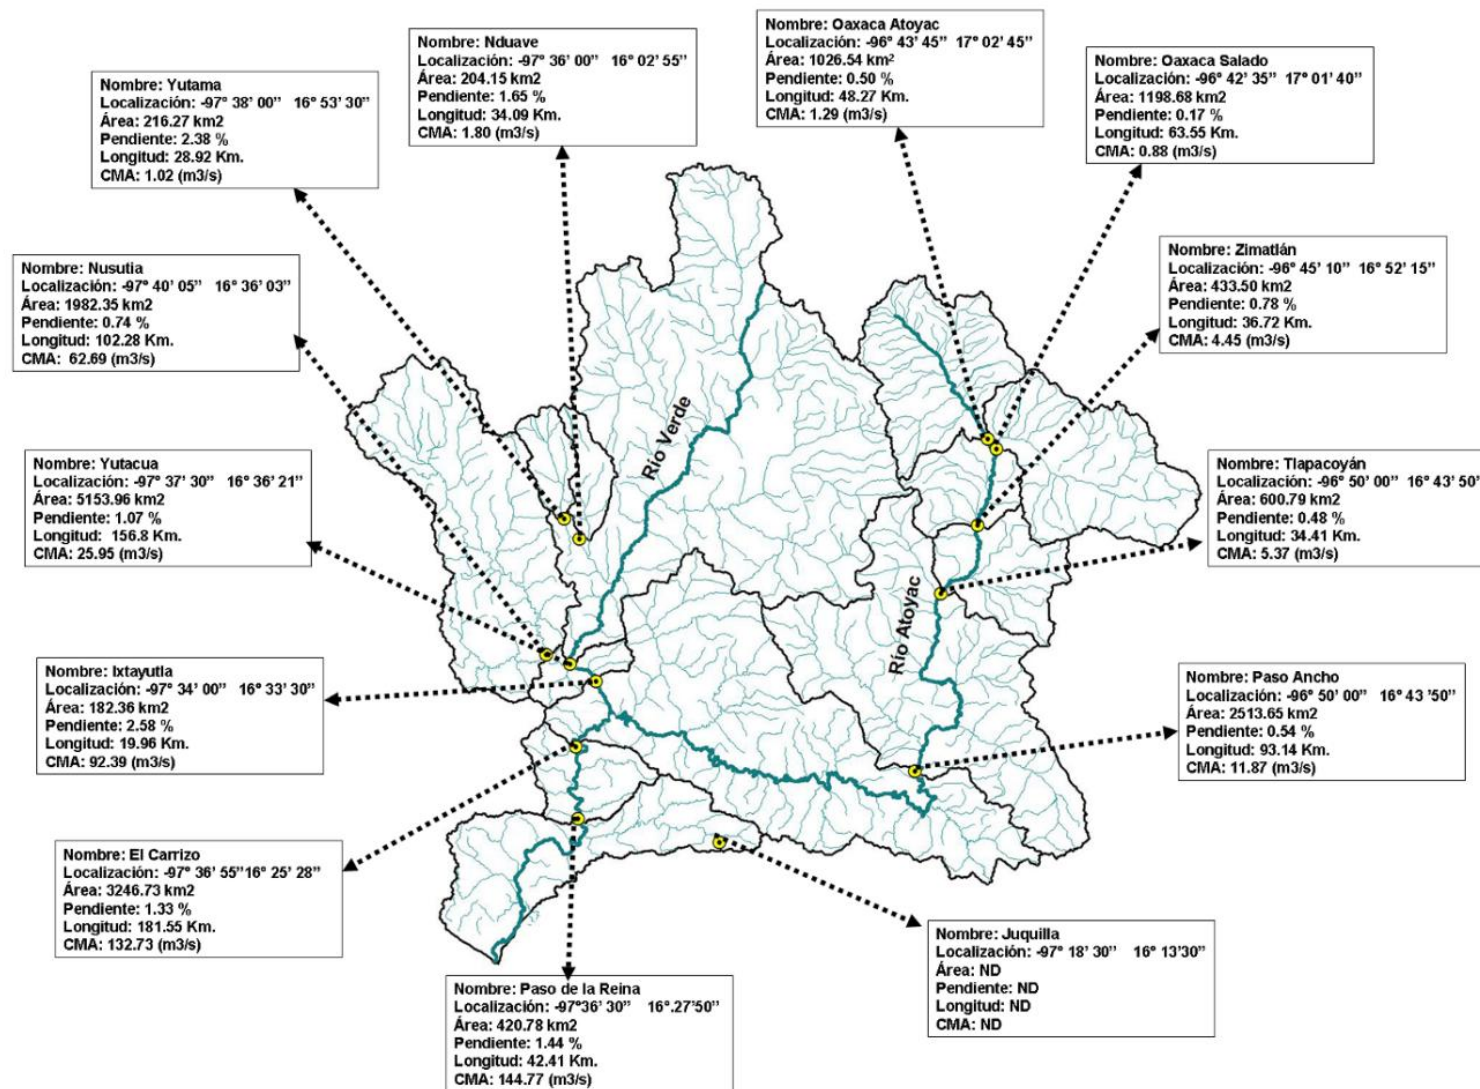 Nombre: Oaxaca Atoyac
Localización: -96° 43' 45”  17° 02' 45”
Área: 1026.54 km²
Pendiente: 0.50 %
Longitud: 48.27 Km.
CMA: 1.29 (m3/s)
Nombre: Nduave
Localización: -97° 36' 00”  16° 02' 55”
Área: 204.15 km2
Pendiente: 1.65 %
Longitud: 34.09 Km.
CMA: 1.80 (m3/s)
Nombre: Oaxaca Salado
Localización: -96° 42' 35”  17° 01' 40”
Área: 1198.68 km2
Pendiente: 0.17 %
Longitud: 63.55 Km.
CMA: 0.88 (m3/s)
Nombre: Yutama
Localización: -97° 38' 00”  16° 53' 30”
Área: 216.27 km2
Pendiente: 2.38 %
Longitud: 28.92 Km.
CMA: 1.02 (m3/s)
Nombre: Zimatlán
Localización: -96° 45' 10”  16° 52' 15”
Área: 433.50 km2
Pendiente: 0.78 %
Longitud: 36.72 Km.
CMA: 4.45 (m3/s)
Nombre: Nusutia
Localización: -97° 40' 05”  16° 36' 03”
Área: 1982.35 km2
Pendiente: 0.74 %
Longitud: 102.28 Km.
CMA:  62.69 (m3/s)
Río Verde
Nombre: Yutacua
Localización: -97° 37' 30”  16° 36' 21”
Área: 5153.96 km2
Pendiente: 1.07 %
Longitud:  156.8 Km.
CMA: 25.95 (m3/s)
Nombre: Tlapacoyán
Localización: -96° 50' 00”  16° 43' 50”
Área: 600.79 km2
Pendiente: 0.48 %
Longitud: 34.41 Km.
CMA: 5.37 (m3/s)
Río Atoyac
Nombre: Ixtayutla
Localización: -97° 34' 00”  16° 33' 30”
Área: 182.36 km2
Pendiente: 2.58 %
Longitud: 19.96 Km.
CMA: 92.39 (m3/s)
Nombre: Paso Ancho
Localización: -96° 50' 00”  16° 43 '50”
Área: 2513.65 km2
Pendiente: 0.54 %
Longitud: 93.14 Km.
CMA: 11.87 (m3/s)
Nombre: El Carrizo
Localización: -97° 36' 55”16° 25' 28”
Área: 3246.73 km2
Pendiente: 1.33 %
Longitud: 181.55 Km.
CMA: 132.73 (m3/s)
Nombre: Juquilla
Localización: -97° 18' 30”  16° 13'30”
Área: ND
Pendiente: ND
Longitud: ND
CMA: ND
Nombre: Paso de la Reina
Localización: -97°36' 30”  16°.27'50”
Área: 420.78 km2
Pendiente: 1.44 %
Longitud: 42.41 Km.
CMA: 144.77 (m3/s)